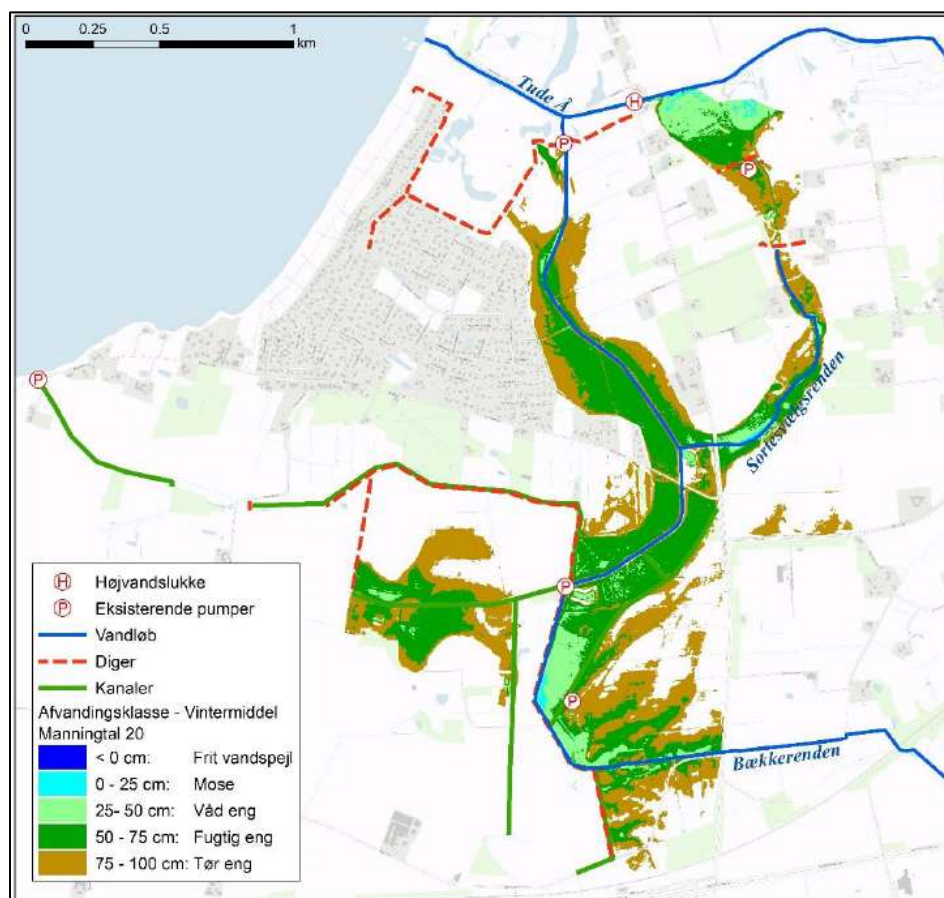 0 0.25 0.5 1
km
Tude Å
H
P
P
P
Sortesvælgsrenden
P
P
Bækkerenden
H Højvandslukke
P Eksisterende pumper
Vandløb
Diger
Kanaler
Afvandingsklasse - Vintermiddel
Manningtal 20
< 0 cm: Frit vandspejl
0 - 25 cm: Mose
25- 50 cm: Våd eng
50 - 75 cm: Fugtig eng
75 - 100 cm: Tør eng